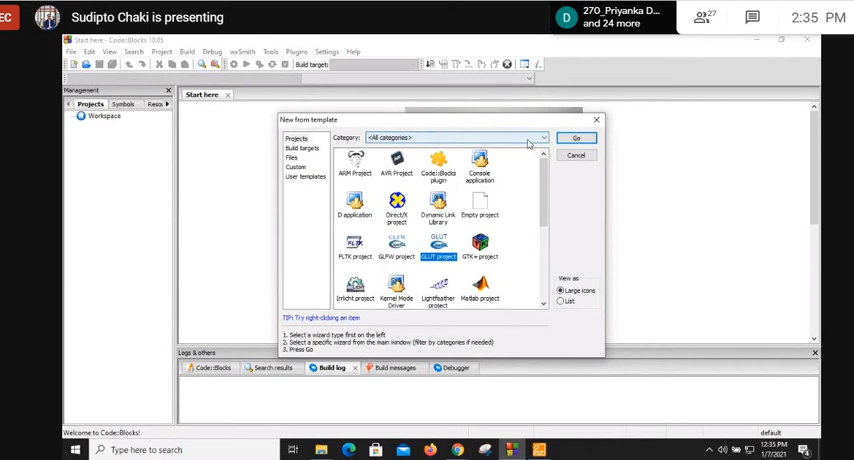 EC
Sudipto Chaki is presenting
D
270_Priyanka D...
and 24 more
27
2:35 PM
Start here - Code::Blocks 10.05
File Edit View Search Project Build Debug wxSmith Tools Plugins Settings Help
Build target:
Management
Projects Symbols Resou
Workspace
Start here
New from template
Projects
Build targets
Files
Custom
User templates
Category: <All categories>
Go
Cancel
ARM Project AVR Project Code::Blocks plugin Console application
D application Direct/X project Dynamic Link Library Empty project
FLTK FLTK project GLFW GLFW project GLUT GLUT project GTK+ project
Irrlicht project Kernel Mode Driver Lightfeather project Matlab project
View as
Large icons
List
TIP: Try right-clicking an item
1. Select a wizard type first on the left
2. Select a specific wizard from the main window (filter by categories if needed)
3. Press Go
Logs & others
Code::Blocks Search results Build log Build messages Debugger
Welcome to Code::Blocks!
default
Type here to search
12:35 PM
1/7/2021
4